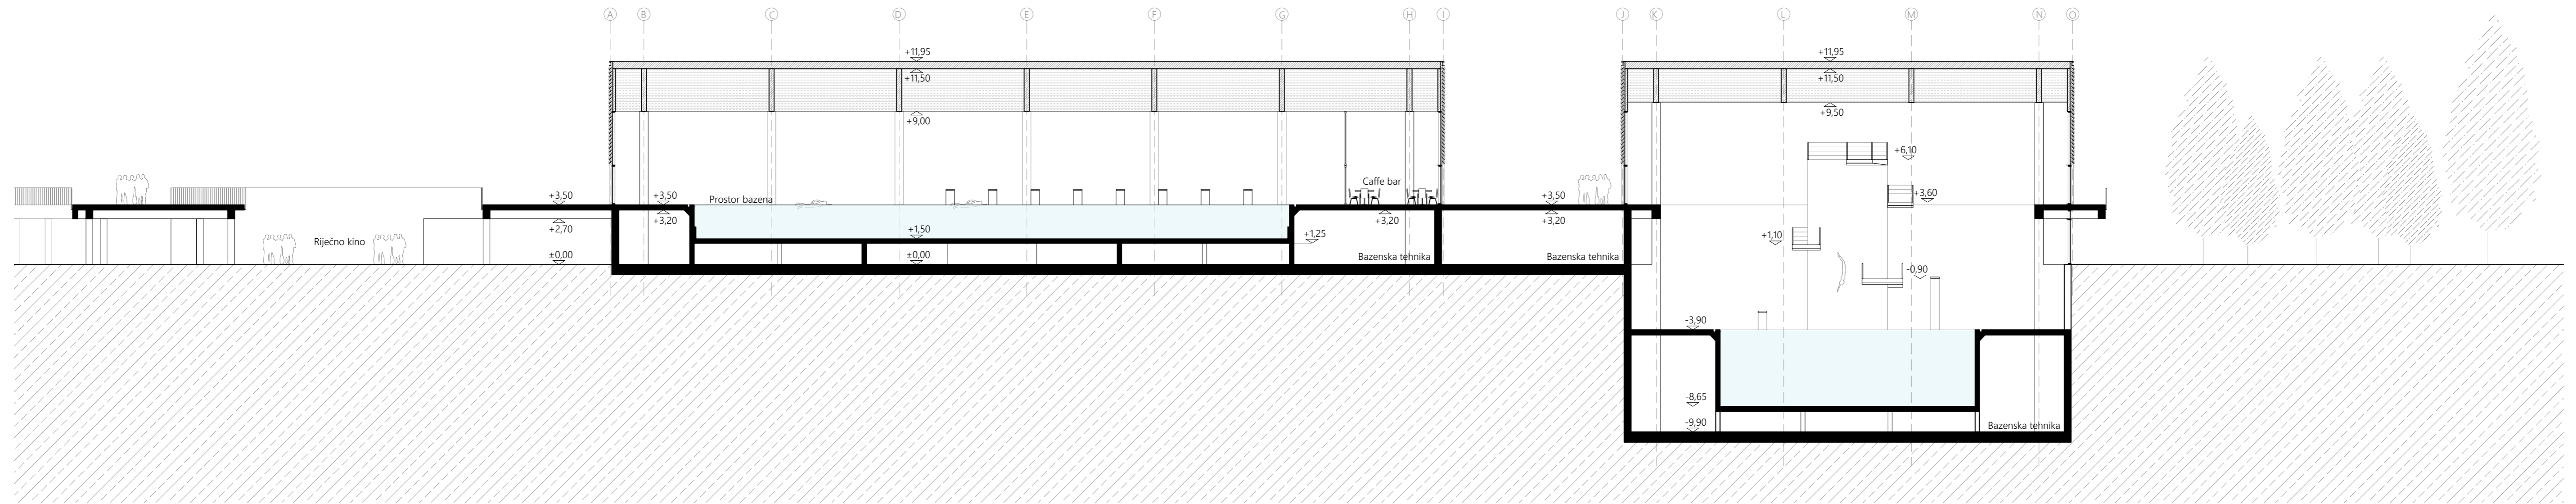 A B C D E F G H I J K L M N O
+11,95 +11,95
+11,50 +11,50
+9,00 +9,50
+6,10
Caffe bar
+3,50 +3,50 Prostor bazena +3,50 +3,60
+3,20 +3,20 +3,20
+2,70 +1,50 +1,25 +1,10
Riječno kino
±0,00 ±0,00 Bazenska tehnika Bazenska tehnika
-0,90
-3,90
-8,65
-9,90 Bazenska tehnika